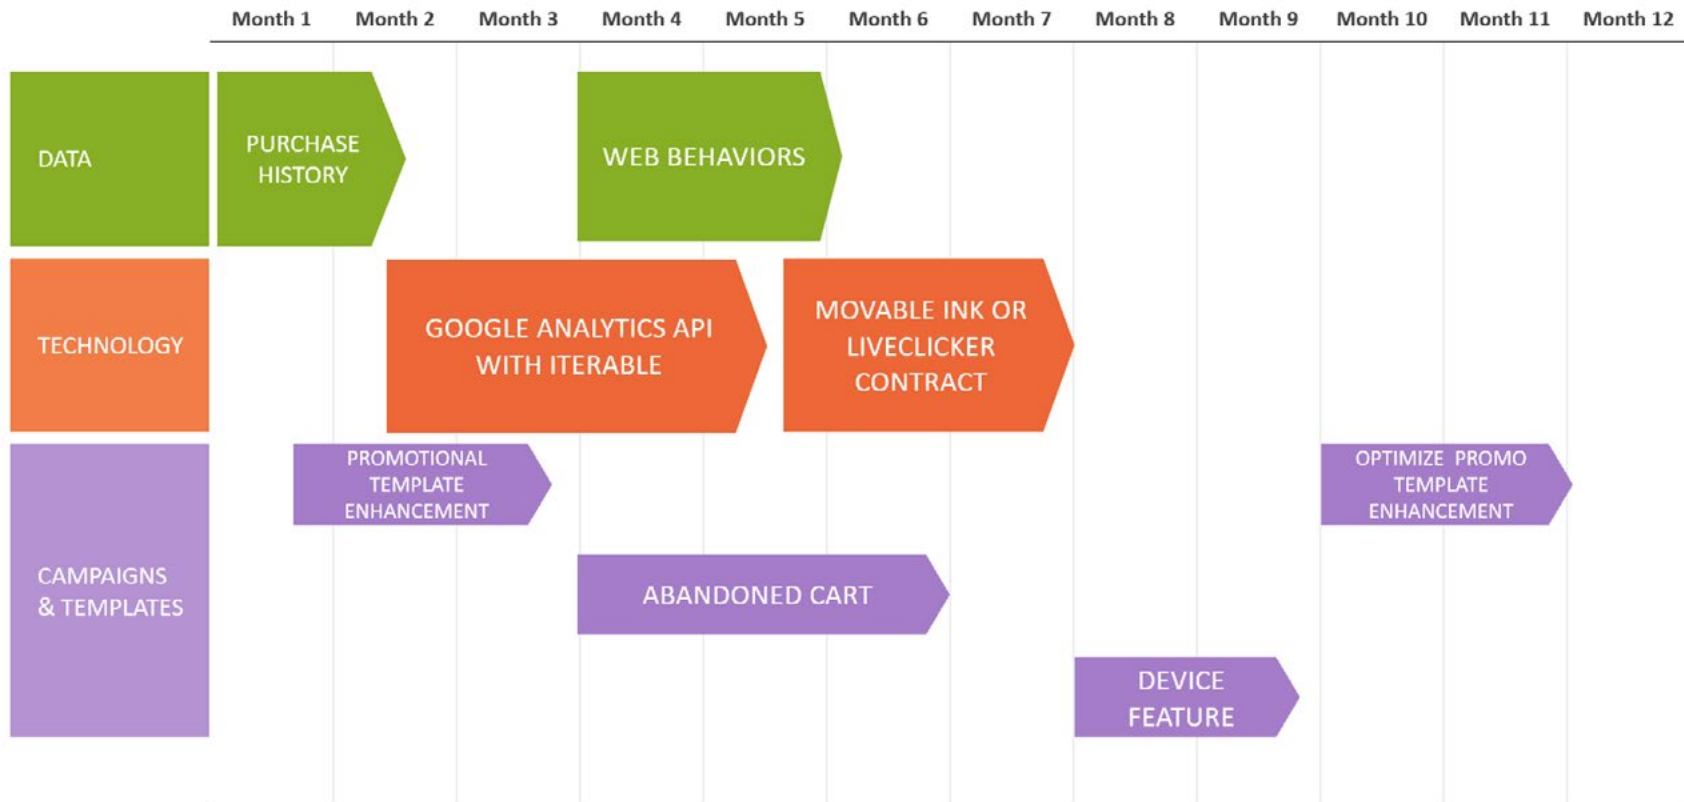 Month 1 Month 2 Month 3 Month 4 Month 5 Month 6 Month 7 Month 8 Month 9 Month 10 Month 11 Month 12
DATA
PURCHASE
HISTORY
WEB BEHAVIORS
TECHNOLOGY
GOOGLE ANALYTICS API
WITH ITERABLE
MOVABLE INK OR
LIVECLICKER
CONTRACT
CAMPAIGNS
& TEMPLATES
PROMOTIONAL
TEMPLATE
ENHANCEMENT
OPTIMIZE PROMO
TEMPLATE
ENHANCEMENT
ABANDONED CART
DEVICE
FEATURE